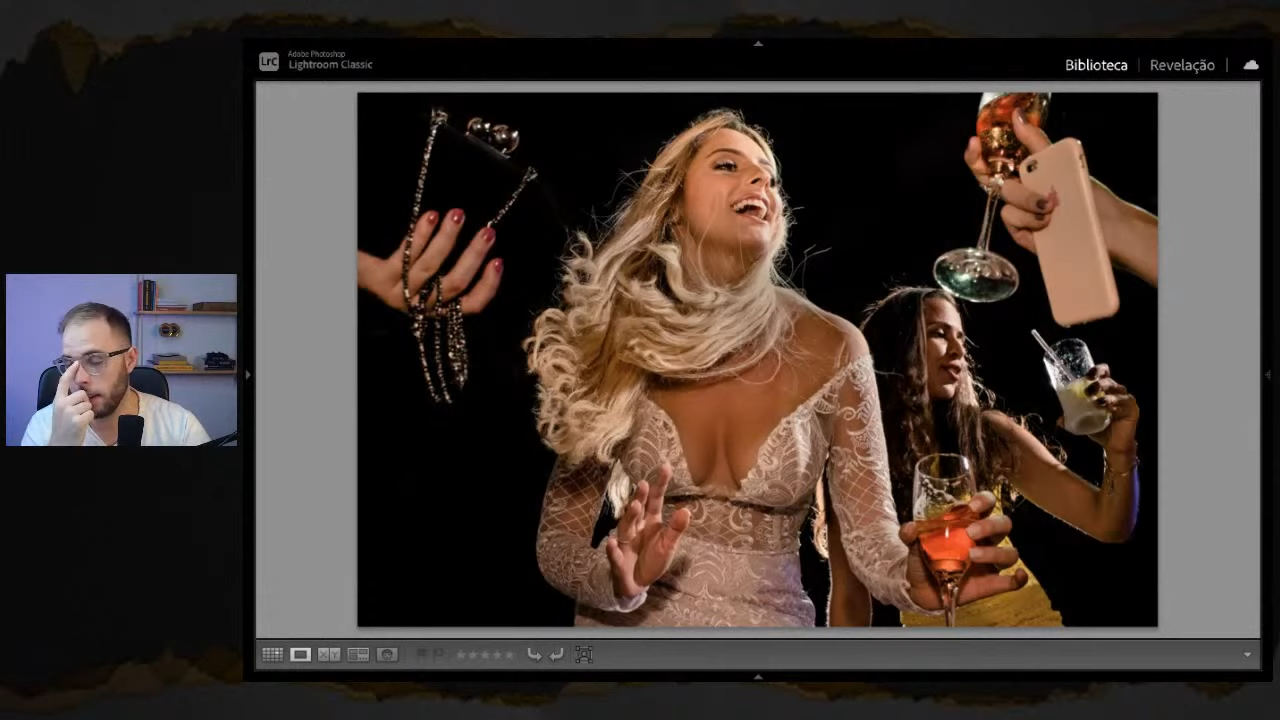 LrC
Adobe Photoshop
Lightroom Classic
Biblioteca | Revelação |